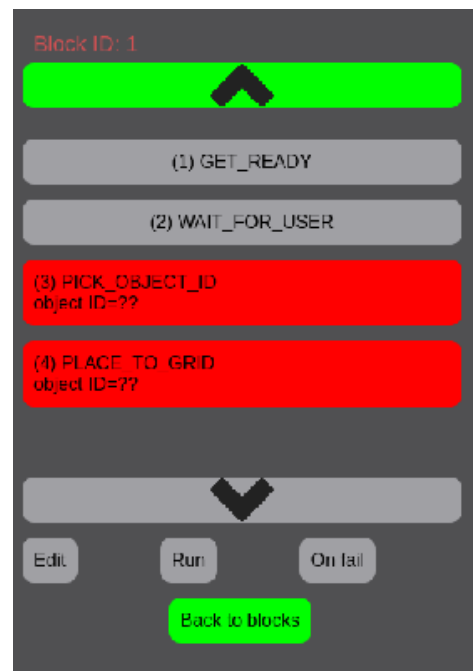 Block ID: 1
(1) GET_READY
(2) WAIT_FOR_USER
(3) PICK_OBJECT_ID
object ID=??
(4) PLACE_TO_GRID
object ID=??
Edit Run On fail
Back to blocks